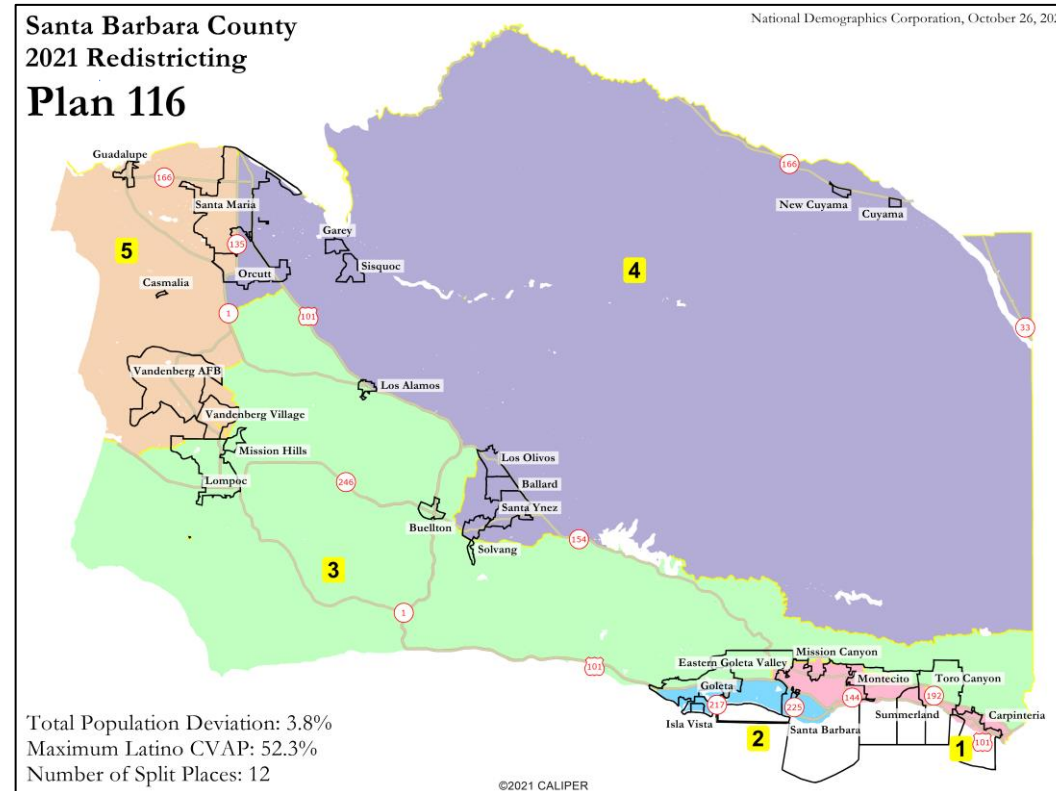 Santa Barbara County
2021 Redistricting
Plan 116
National Demographics Corporation, October 26, 202
Guadalupe
166
Santa Maria
135
Orcutt
5
Casmalia
1
101
Garey
Sisquoc
4
166
New Cuyama
Cuyama
33
Vandenberg AFB
Vandenberg Village
Mission Hills
Lompoc
Los Alamos
246
Buellton
Los Olivos
Ballard
Santa Ynez
Solvang
154
3
1
101
Mission Canyon
Eastern Goleta Valley
Goleta
Montecito
Toro Canyon
217
225
144
192
Isla Vista
Santa Barbara
Summerland
Carpinteria
2
1
101
Total Population Deviation: 3.8%
Maximum Latino CVAP: 52.3%
Number of Split Places: 12
©2021 CALIPER